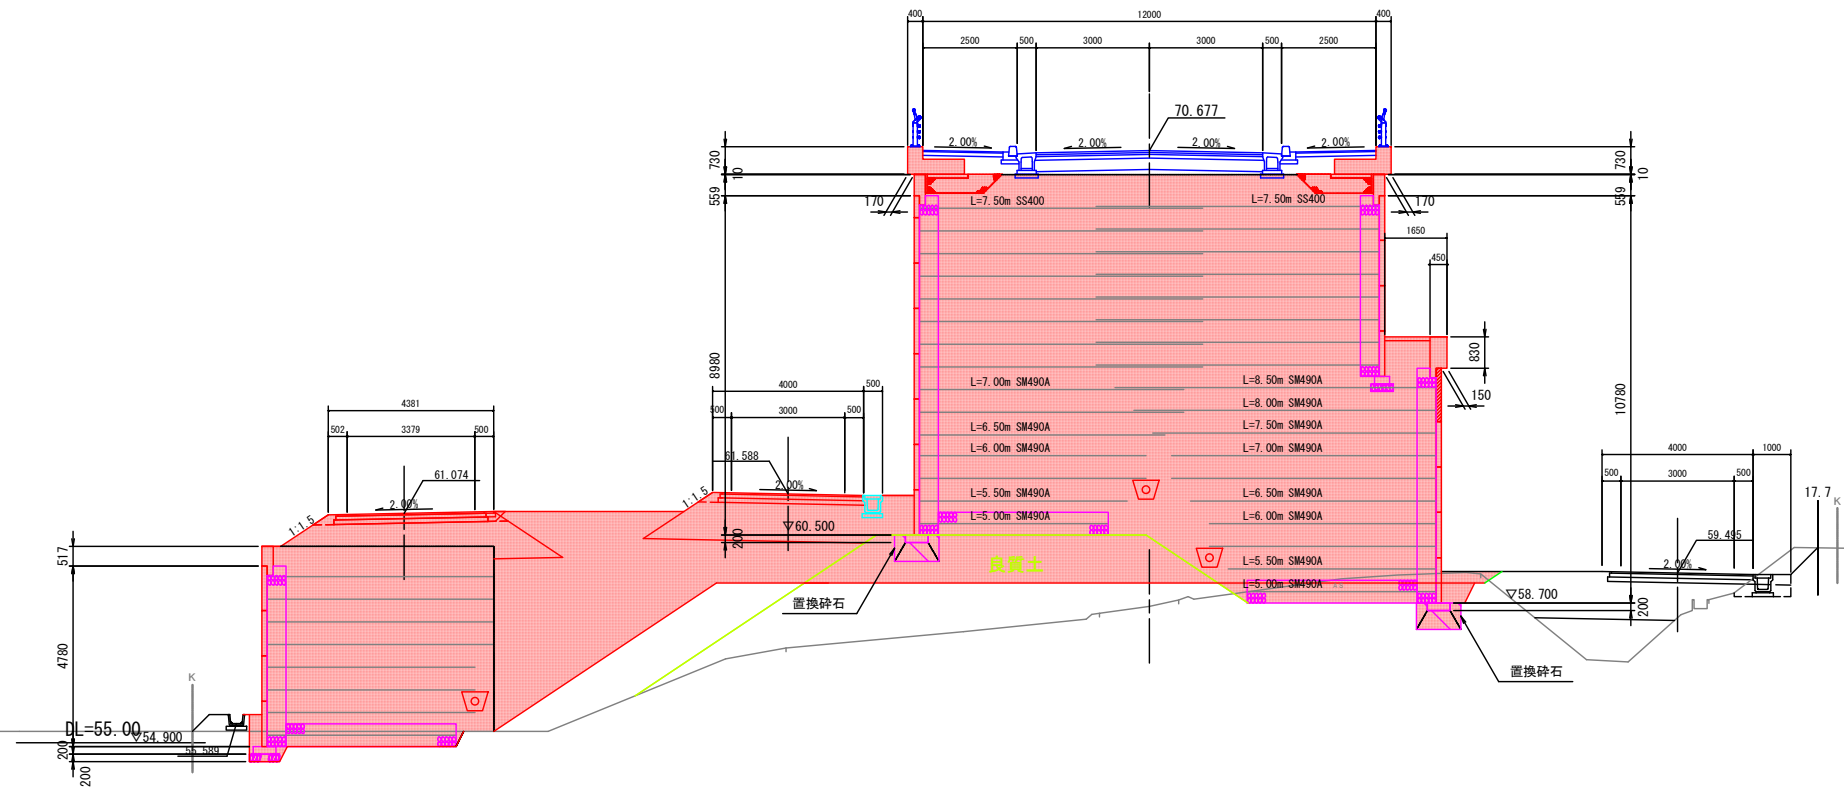 400 12000 400
2500 500 3000 3000 500 2500
70.677
2.00% 2.00% 2.00% 2.00%
730 10 559
730 10 559
170 170
L=7.50m SS400 L=7.50m SS400
1650
450
830
150
8980
10780
L=7.00m SM490A L=8.50m SM490A
L=8.00m SM490A
L=6.50m SM490A L=7.50m SM490A
L=6.00m SM490A L=7.00m SM490A
L=5.50m SM490A L=6.50m SM490A
L=5.00m SM490A L=6.00m SM490A
L=5.50m SM490A
L=5.00m SM490A
4000 500
500 3000 500
61.588
2.00%
1:1.5
▽60.500
200
4381
502 3379 500
61.074
2.00%
1:1.5
517
4780
K
DL=55.00
▽54.900
55.589
200
200
良質土
置換砕石
置換砕石
▽58.700
200
4000 1000
500 3000 500
59.495
2.00%
17.7
K